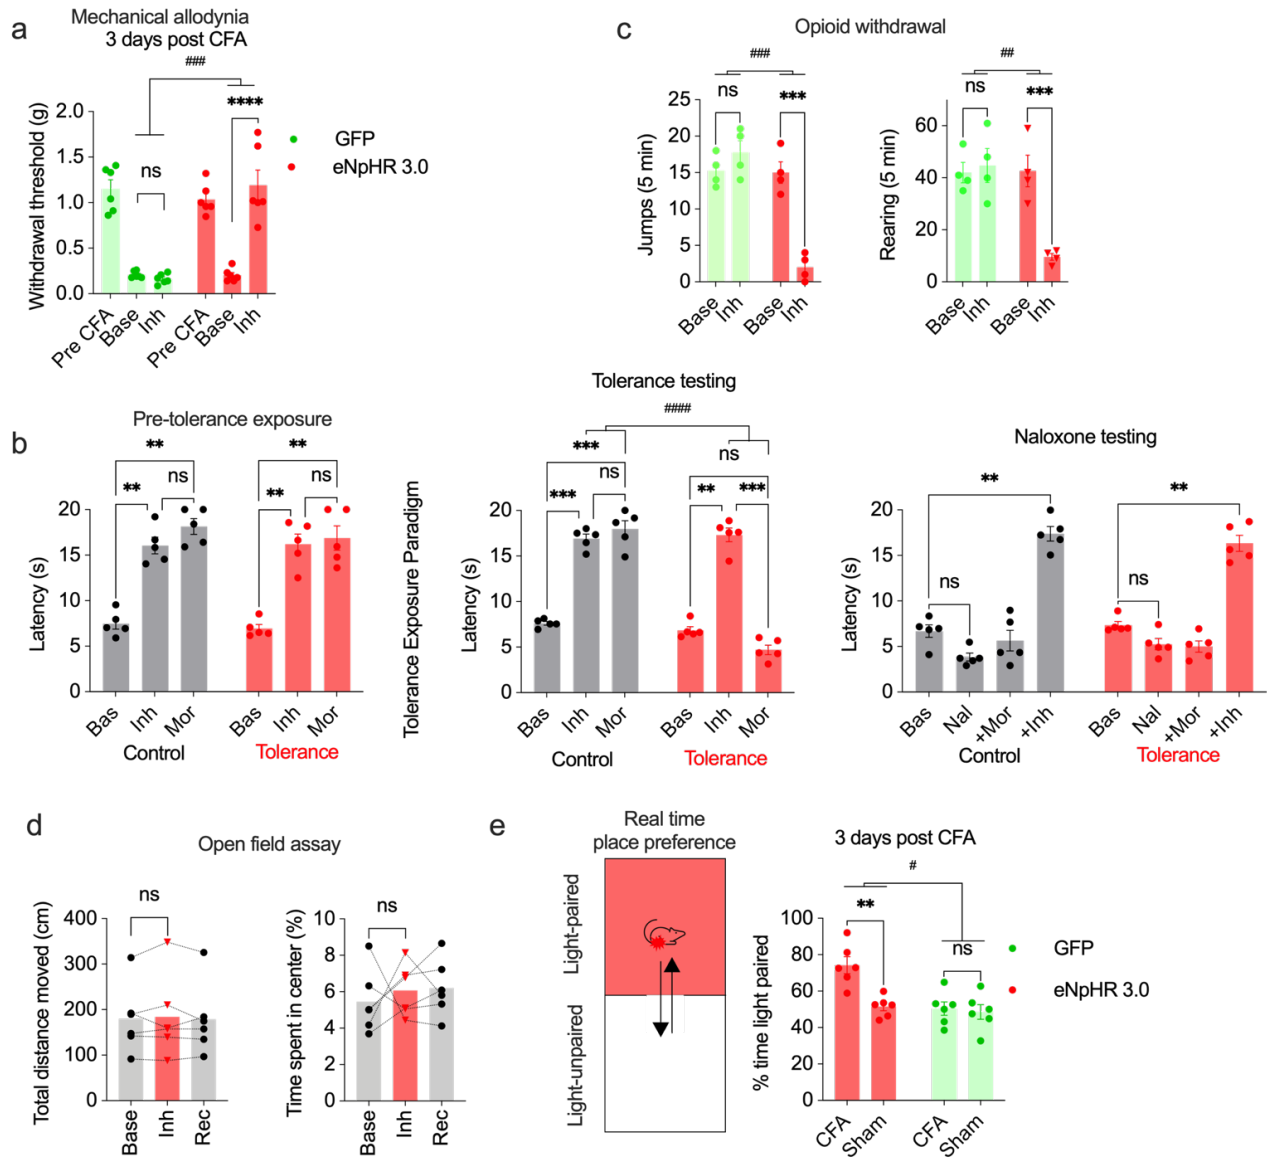 a
Mechanical allodynia
3 days post CFA
###
****
ns
Withdrawal threshold (g)
2.0
1.5
1.0
0.5
0.0
Pre CFA
Base
Inh
Pre CFA
Base
Inh
GFP
eNpHR 3.0
c
Opioid withdrawal
###
ns
***
Jumps (5 min)
25
20
15
10
5
0
Base
Inh
Base
Inh
##
ns
***
Rearing (5 min)
60
40
20
0
Base
Inh
Base
Inh
b
Pre-tolerance exposure
**
**
ns
**
**
ns
Latency (s)
20
15
10
5
0
Bas
Inh
Mor
Bas
Inh
Mor
Control
Tolerance
Tolerance Exposure Paradigm
Tolerance testing
####
***
***
ns
ns
**
***
Latency (s)
20
15
10
5
0
Bas
Inh
Mor
Bas
Inh
Mor
Control
Tolerance
Naloxone testing
**
ns
**
ns
Latency (s)
20
15
10
5
0
Bas
Nal
+Mor
+Inh
Bas
Nal
+Mor
+Inh
Control
Tolerance
d
Open field assay
ns
Total distance moved (cm)
400
300
200
100
0
Base
Inh
Rec
ns
Time spent in center (%)
10
8
6
4
2
0
Base
Inh
Rec
e
Real time
place preference
Light-paired
Light-unpaired
3 days post CFA
#
**
ns
% time light paired
100
80
60
40
20
0
CFA
Sham
CFA
Sham
GFP
eNpHR 3.0